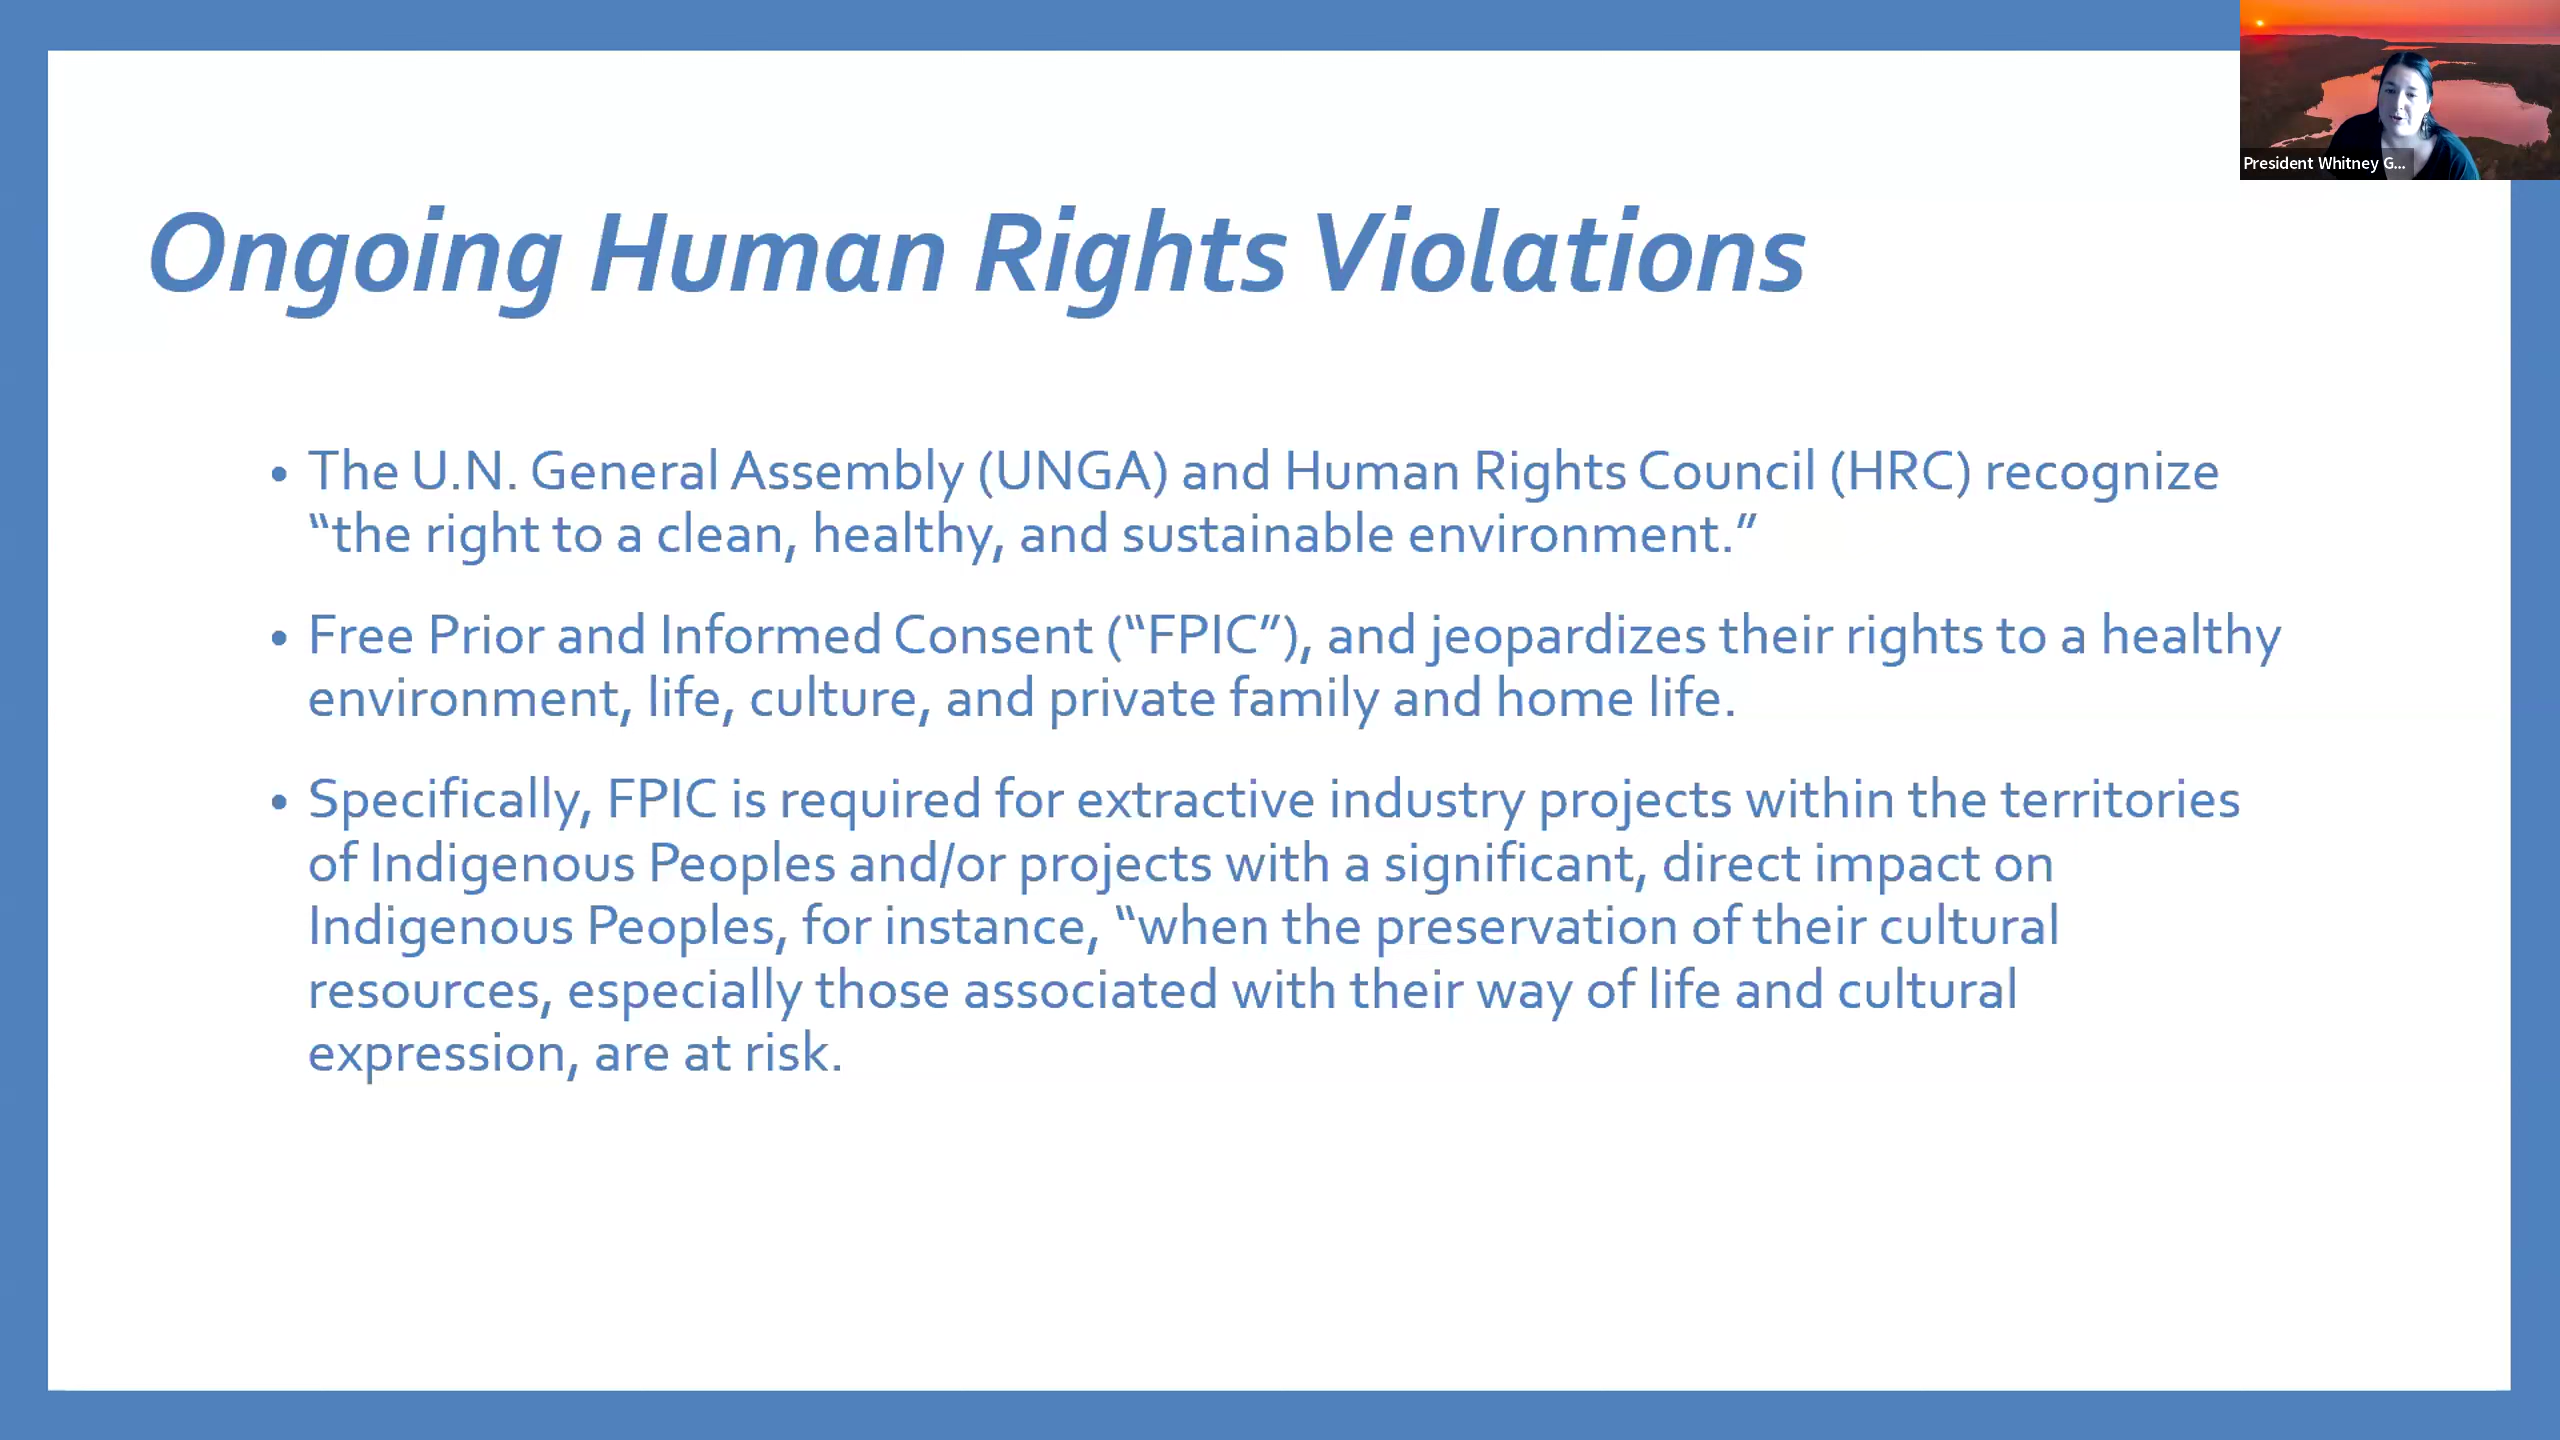 President Whitney G...
Ongoing Human Rights Violations
• The U.N. General Assembly (UNGA) and Human Rights Council (HRC) recognize
“the right to a clean, healthy, and sustainable environment.”
• Free Prior and Informed Consent (“FPIC”), and jeopardizes their rights to a healthy
environment, life, culture, and private family and home life.
• Specifically, FPIC is required for extractive industry projects within the territories
of Indigenous Peoples and/or projects with a significant, direct impact on
Indigenous Peoples, for instance, “when the preservation of their cultural
resources, especially those associated with their way of life and cultural
expression, are at risk.